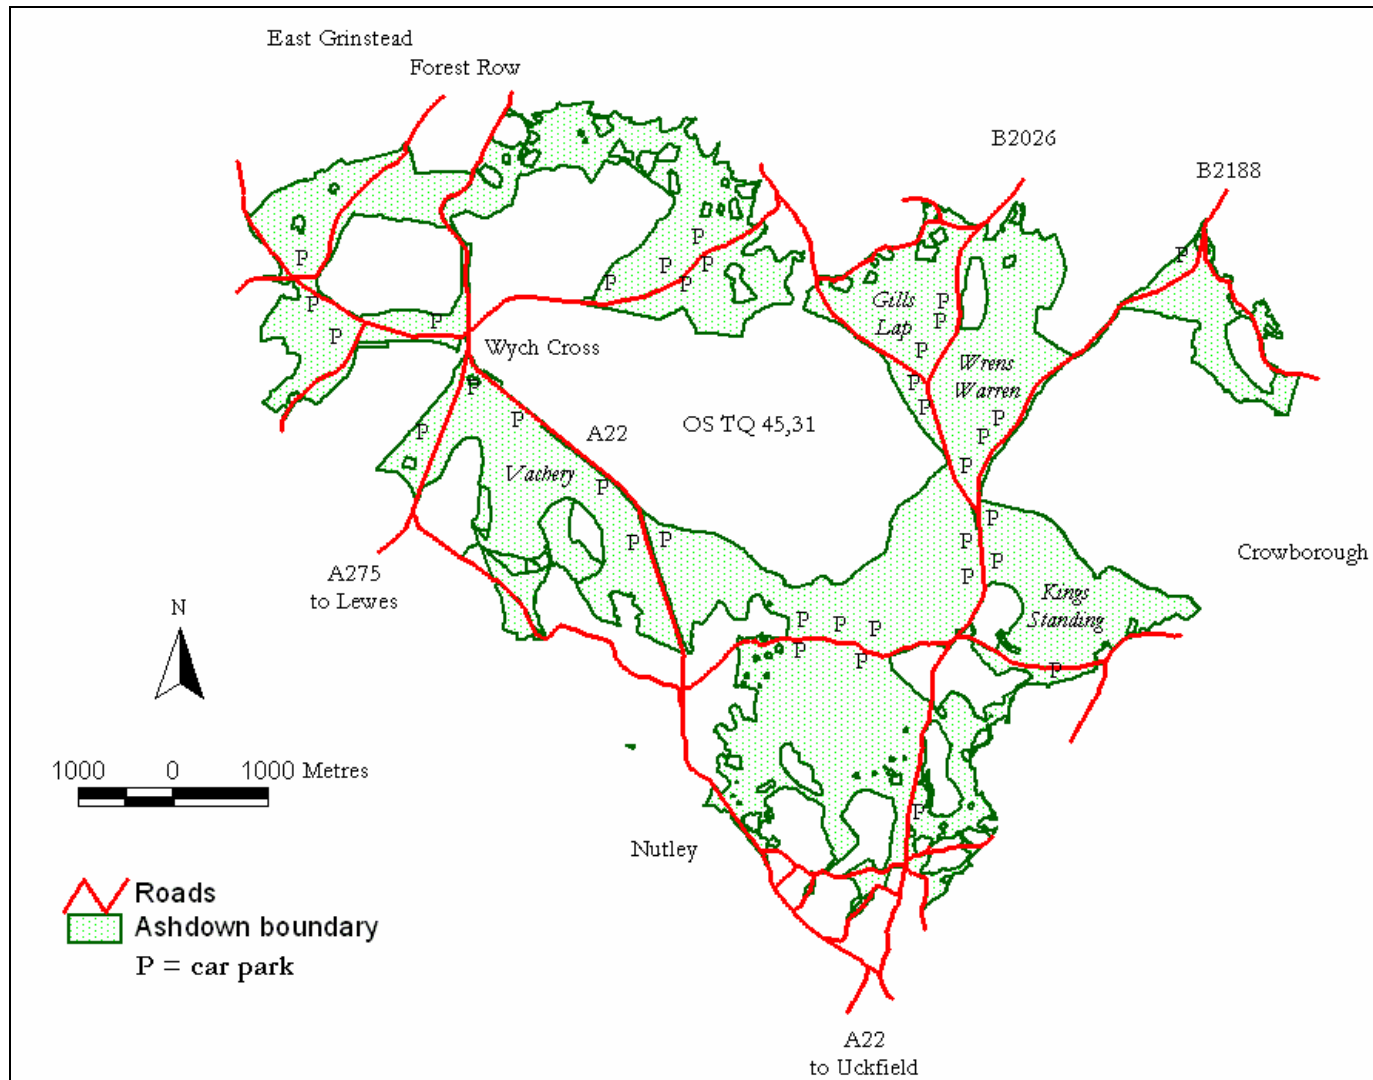 East Grinstead
Forest Row
B2026
B2188
P
P
P
P
P
P
P
P
P
P
Gills
Lap
P
P
P
Wych Cross
Wrens
Warren
P
P
P
P
P
OS TQ 45,31
A22
P
P
P
P
Vachery
P
P
P
P
P
P
P
P
Crowborough
A275
to Lewes
Kings
Standing
N
P
P
P
P
P
P
P
1000 0 1000 Metres
Nutley
Roads
Ashdown boundary
P = car park
A22
to Uckfield